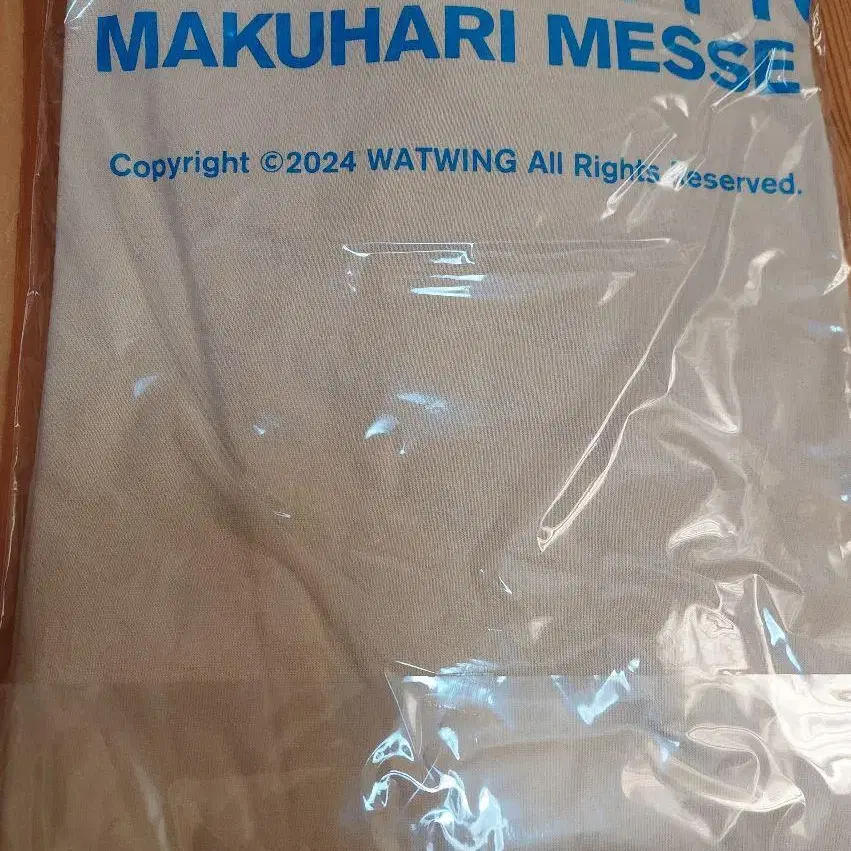 MAKUHARI MESSE
Copyright ©2024 WATWING All Rights Reserved.